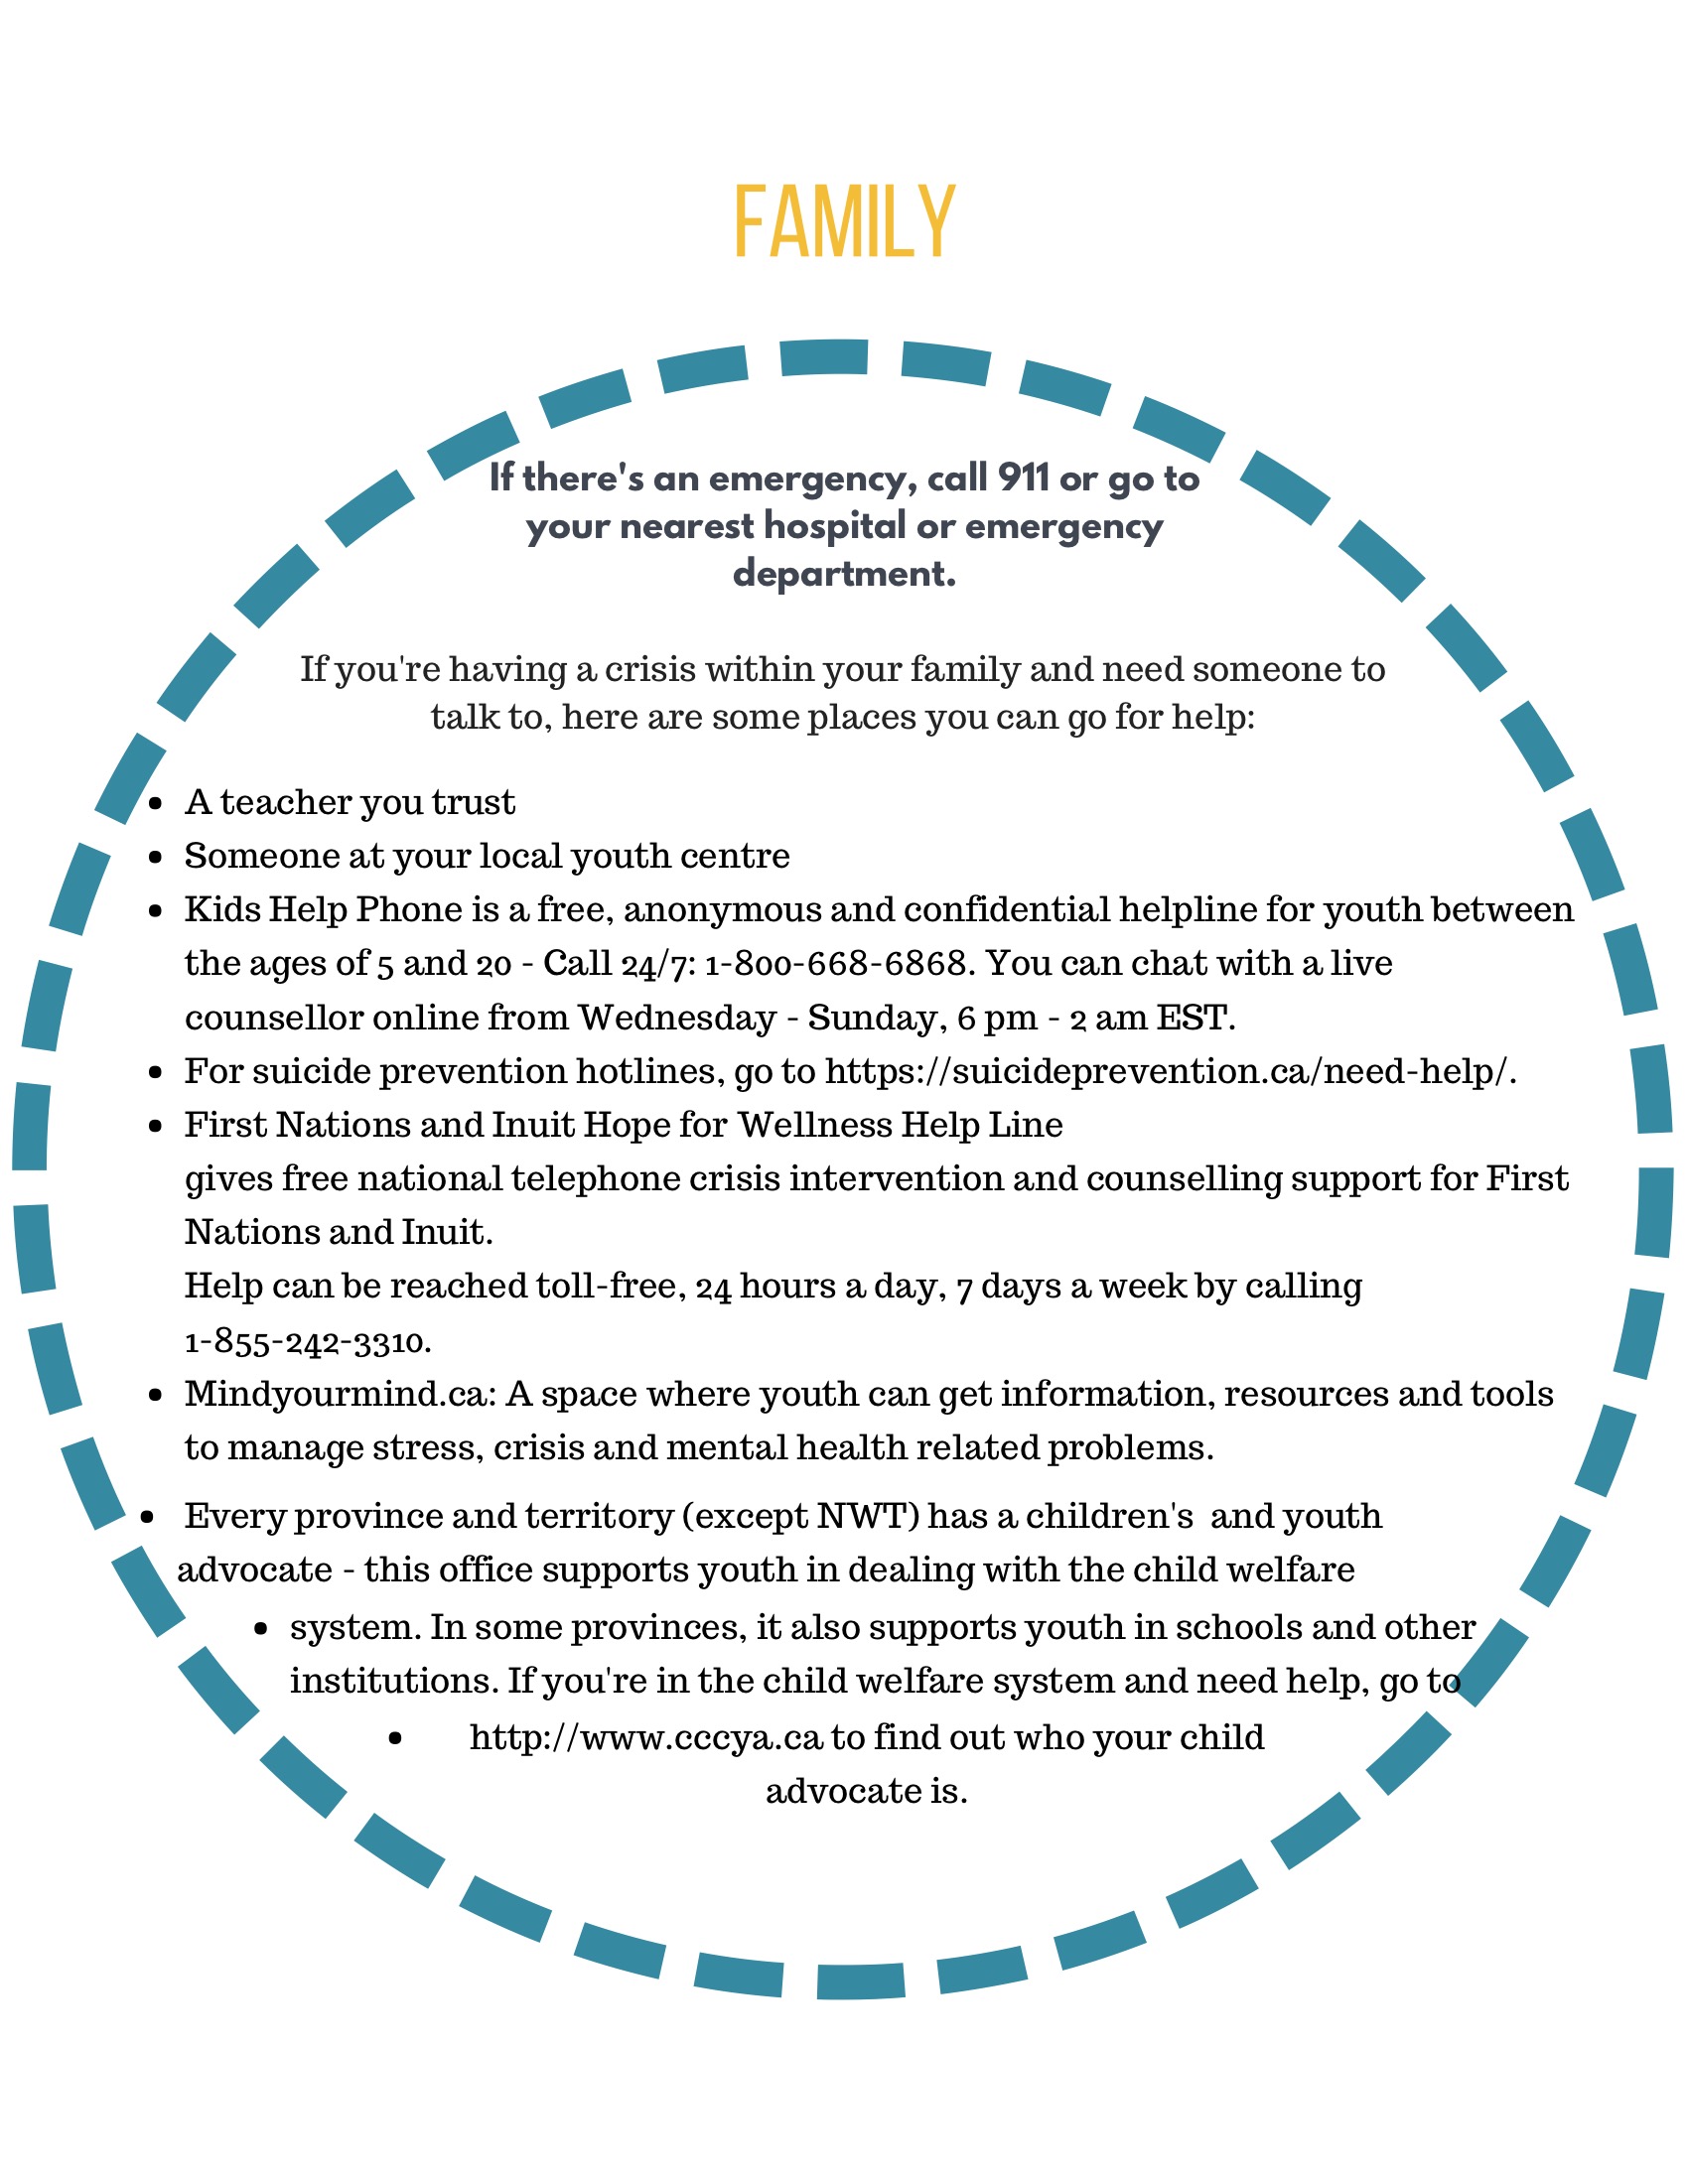 FAMILY
If there's an emergency, call 911 or go to
your nearest hospital or emergency
department.
If you're having a crisis within your family and need someone to
talk to, here are some places you can go for help:
• A teacher you trust
• Someone at your local youth centre
• Kids Help Phone is a free, anonymous and confidential helpline for youth between
the ages of 5 and 20 - Call 24/7: 1-800-668-6868. You can chat with a live
counsellor online from Wednesday - Sunday, 6 pm - 2 am EST.
• For suicide prevention hotlines, go to https://suicideprevention.ca/need-help/.
• First Nations and Inuit Hope for Wellness Help Line
gives free national telephone crisis intervention and counselling support for First
Nations and Inuit.
Help can be reached toll-free, 24 hours a day, 7 days a week by calling
1-855-242-3310.
• Mindyourmind.ca: A space where youth can get information, resources and tools
to manage stress, crisis and mental health related problems.
• Every province and territory (except NWT) has a children's  and youth
advocate - this office supports youth in dealing with the child welfare
• system. In some provinces, it also supports youth in schools and other
institutions. If you're in the child welfare system and need help, go to
• http://www.cccya.ca to find out who your child
advocate is.